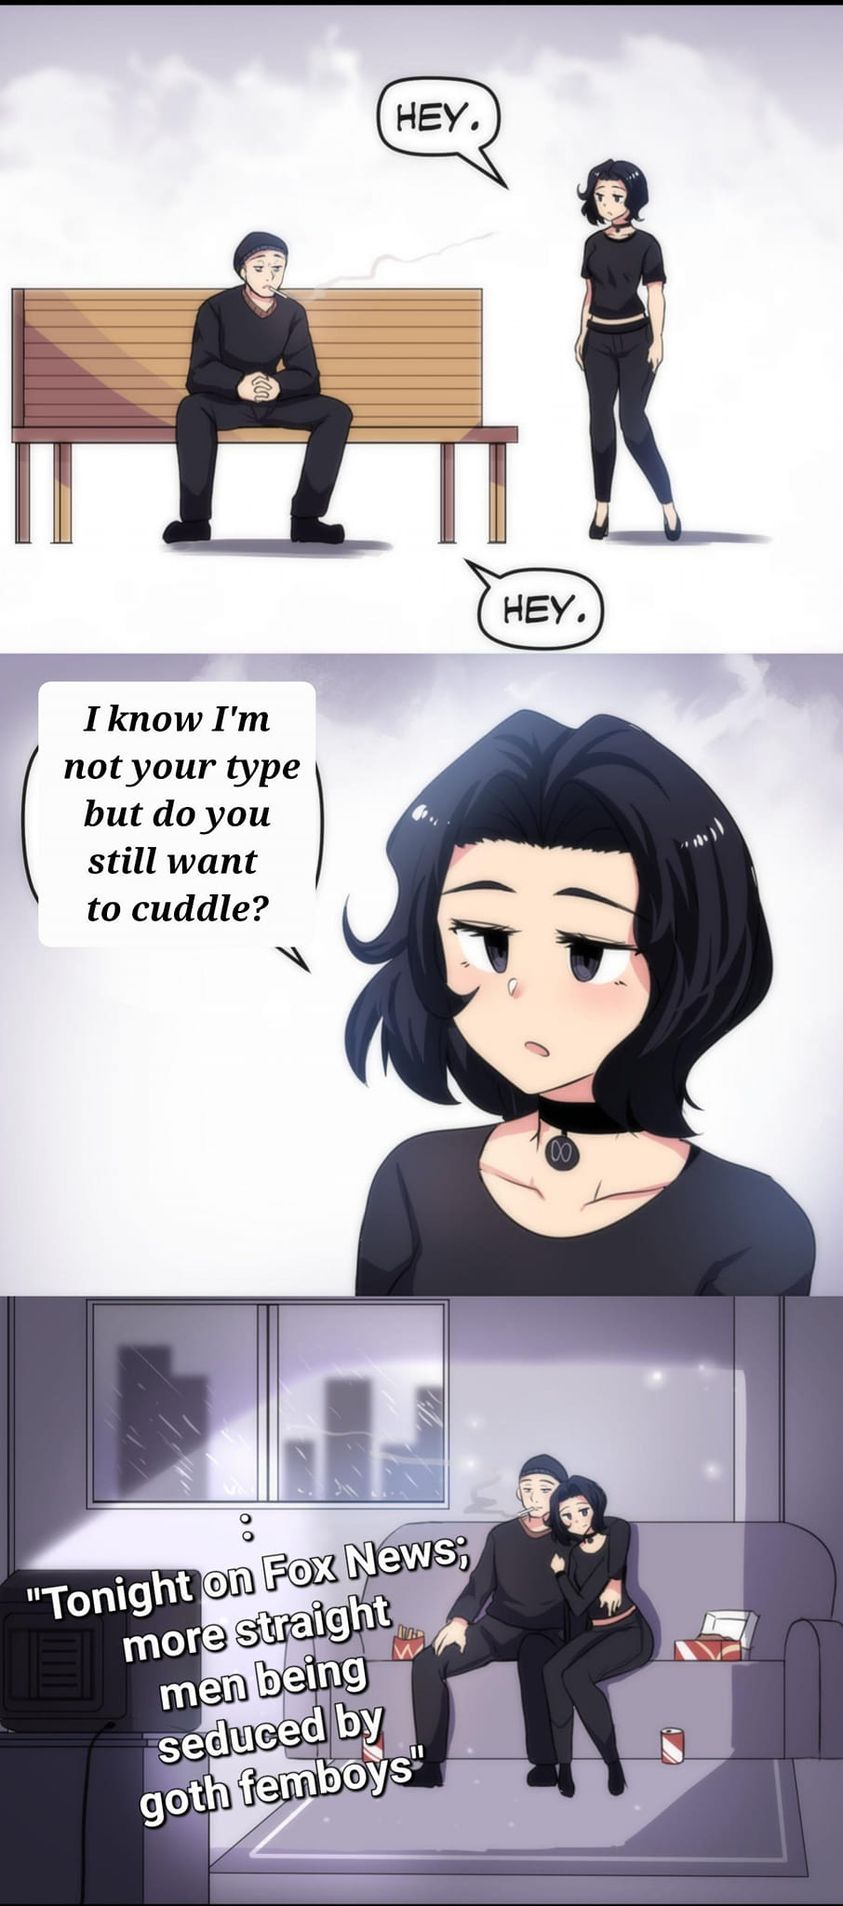 HEY.
HEY.
I know I'm
not your type
but do you
still want
to cuddle?
:
"Tonight on Fox News;
more straight
men being
seduced by
goth femboys"